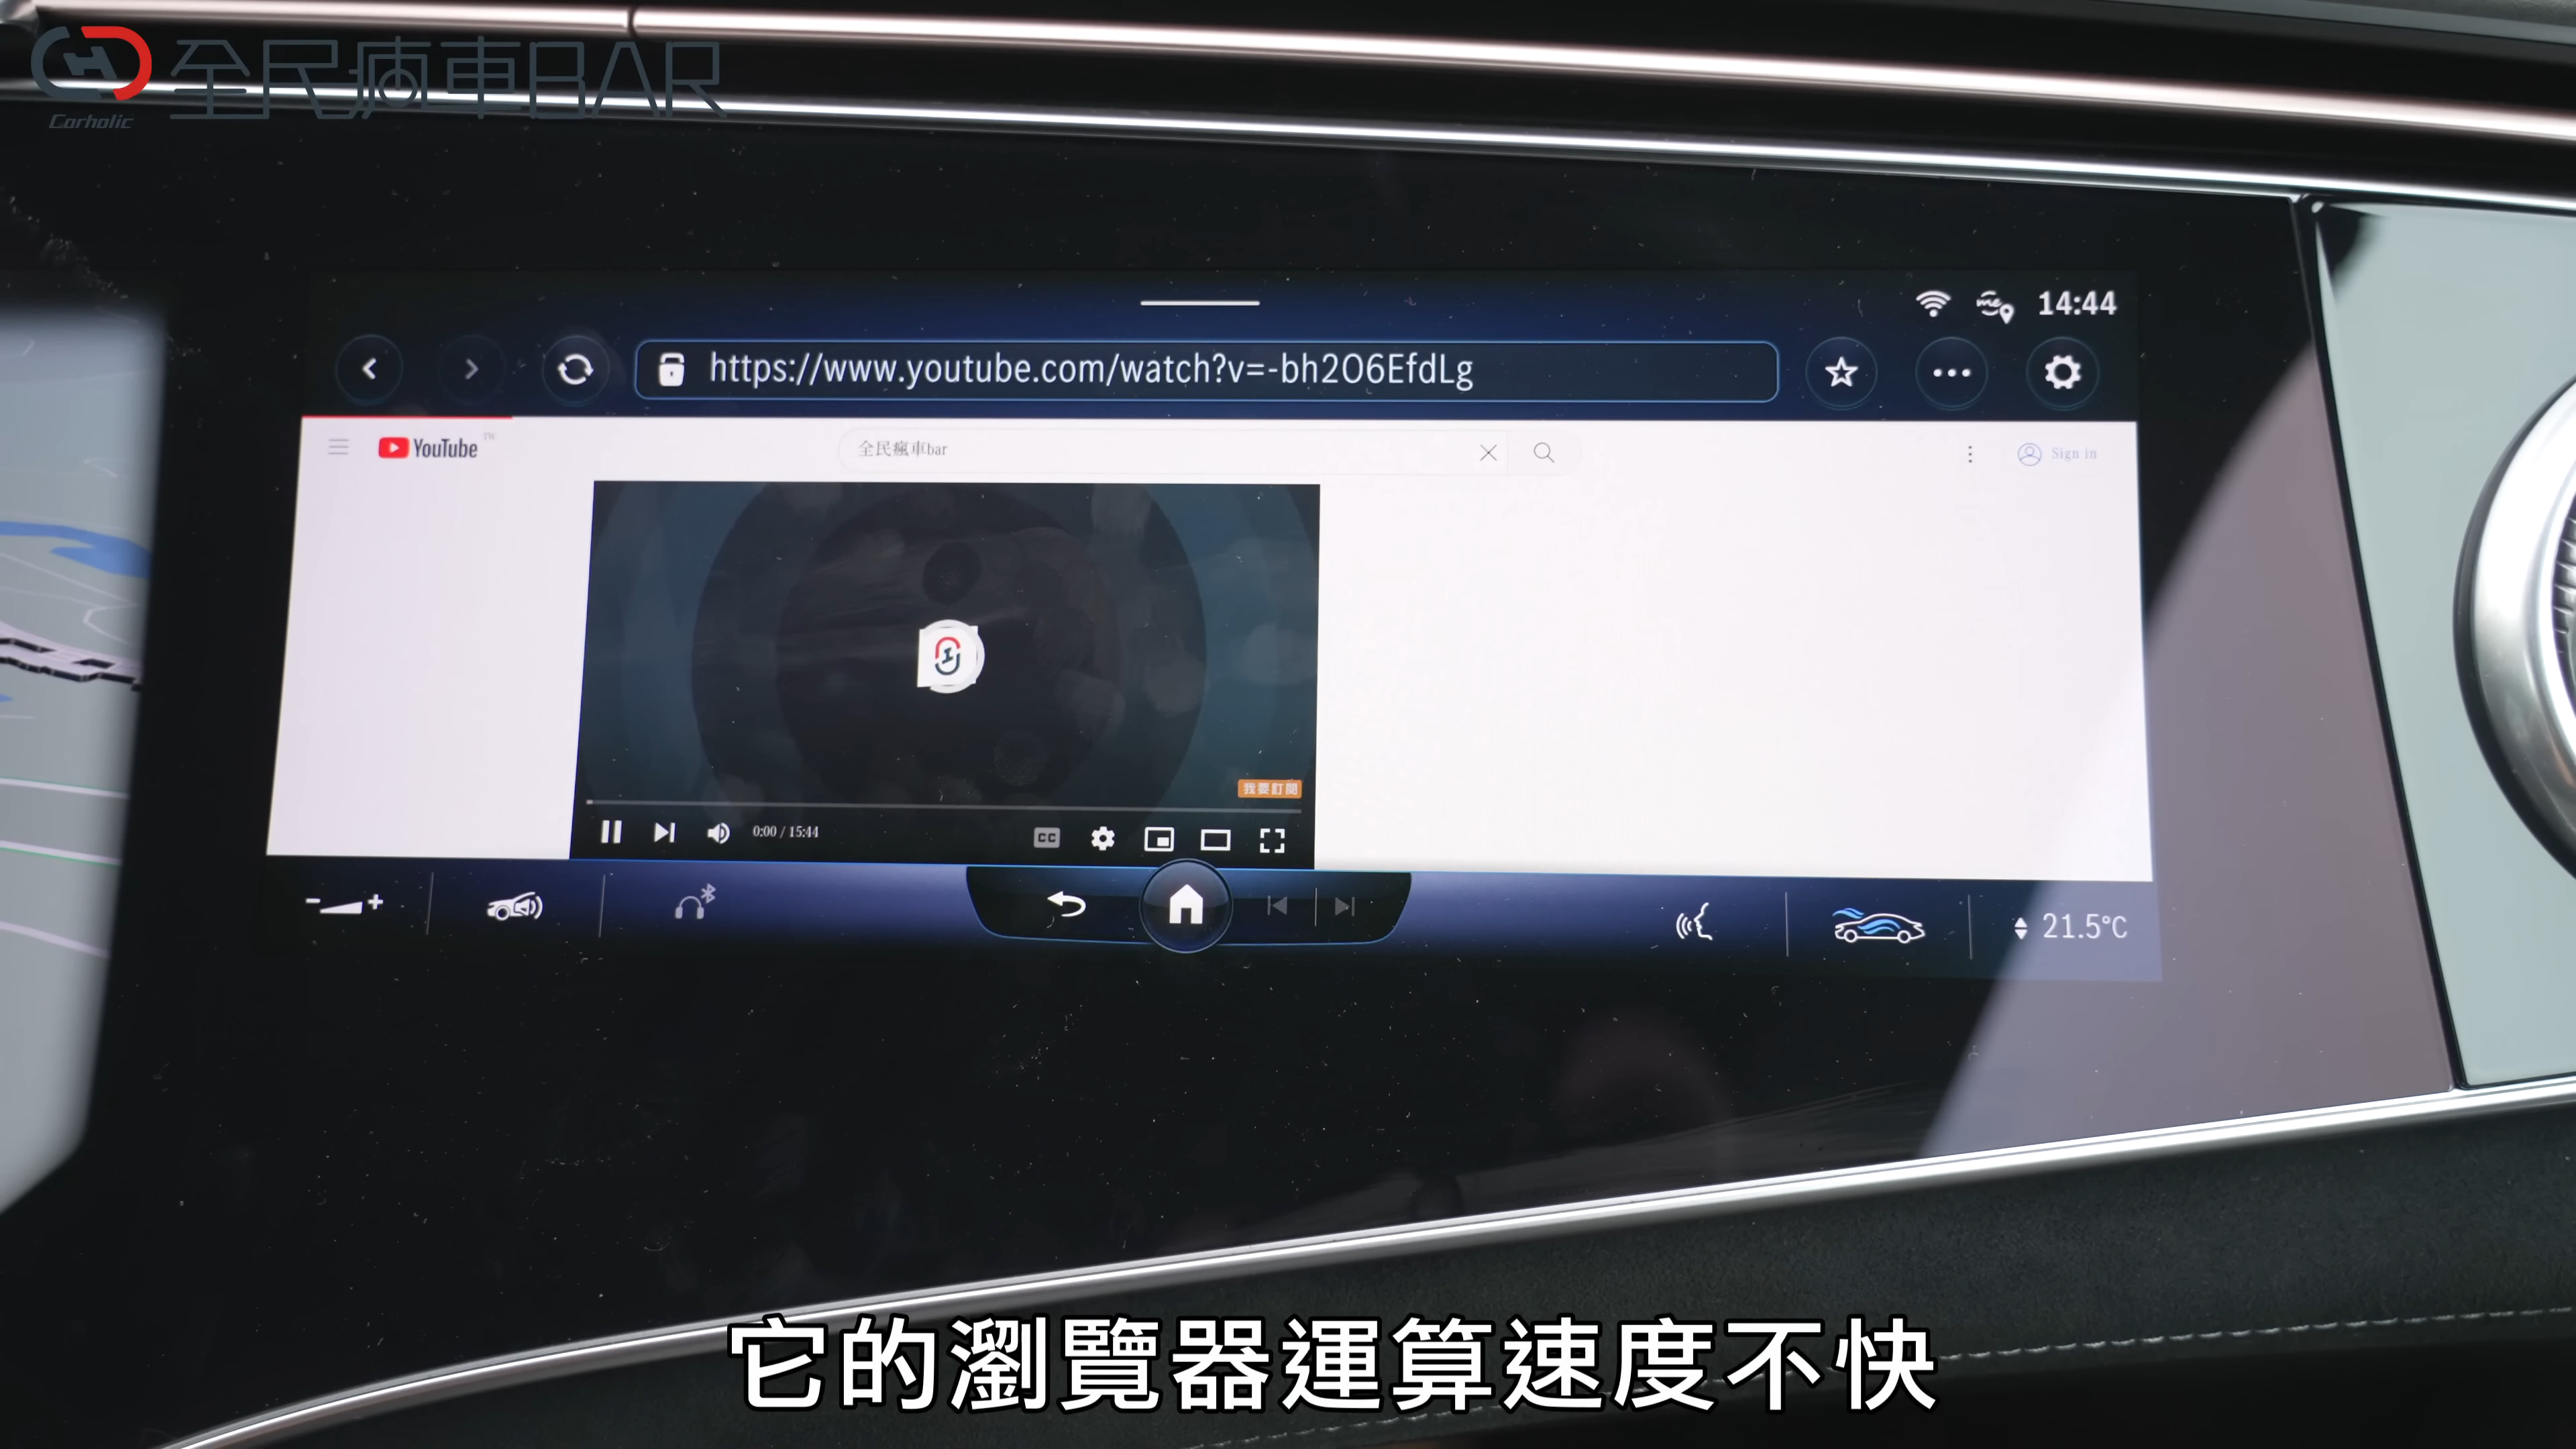 全民瘋車BAR
Carholic
14:44
https://www.youtube.com/watch?v=-bh2O6EfdLg
YouTube TW
全民瘋車bar
Sign in
我要訂閱
0:00 / 15:44
CC
21.5°C
它的瀏覽器運算速度不快